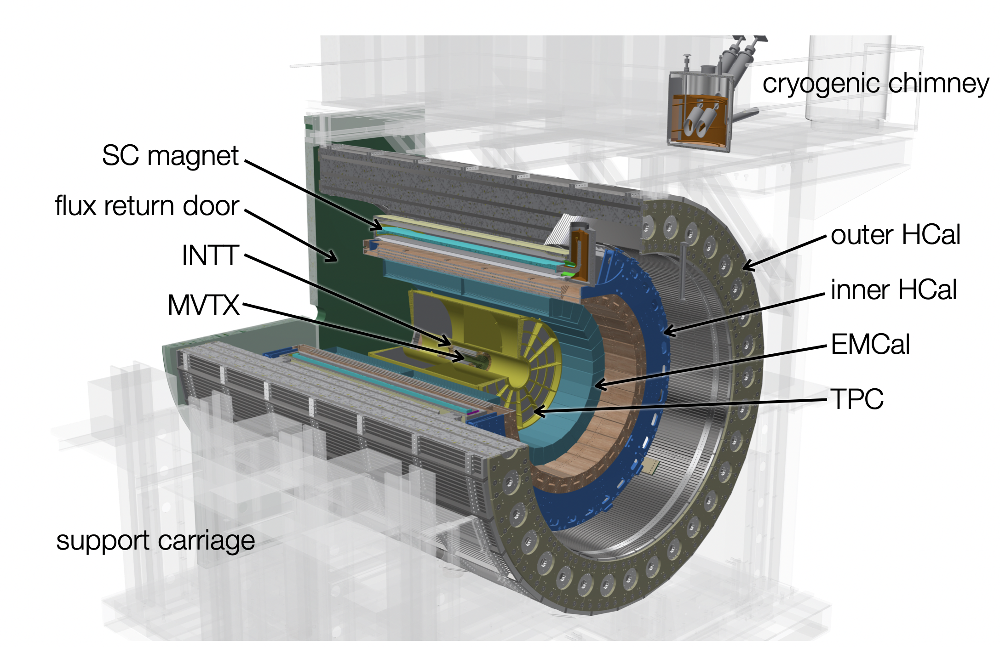 cryogenic chimney
SC magnet
flux return door
INTT
MVTX
outer HCal
inner HCal
EMCal
TPC
support carriage